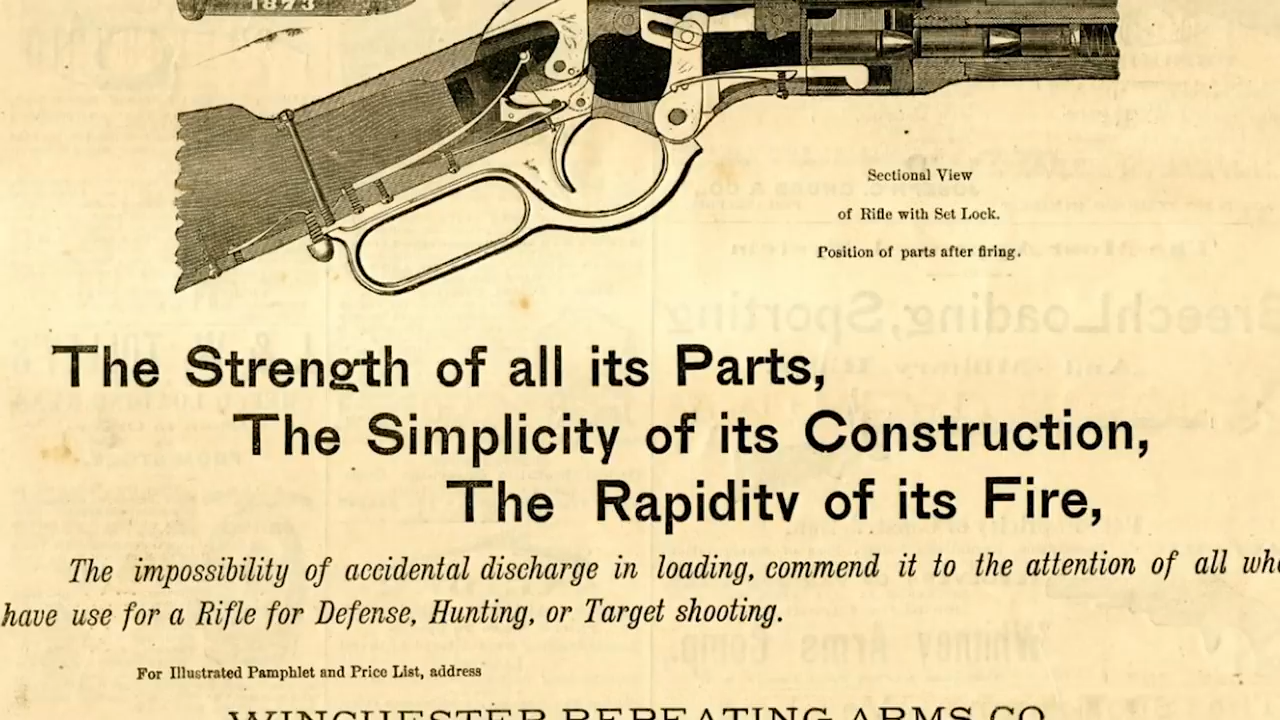 1873
Sectional View
of Rifle with Set Lock.
Position of parts after firing.
The Strength of all its Parts,
The Simplicity of its Construction,
The Rapidity of its Fire,
The impossibility of accidental discharge in loading, commend it to the attention of all who
have use for a Rifle for Defense, Hunting, or Target shooting.
For Illustrated Pamphlet and Price List, address
WINCHESTER REPEATING ARMS CO